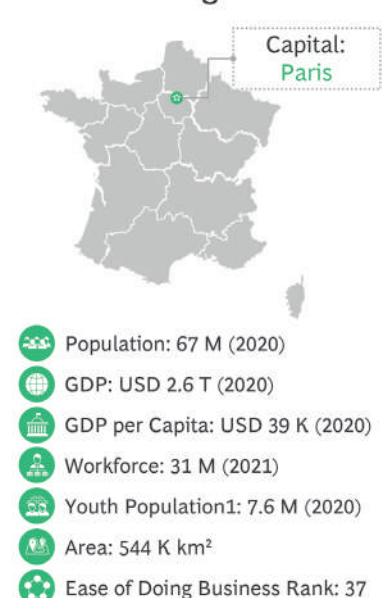 Capital:
Paris
Population: 67 M (2020)
GDP: USD 2.6 T (2020)
GDP per Capita: USD 39 K (2020)
Workforce: 31 M (2021)
Youth Population1: 7.6 M (2020)
Area: 544 K km²
Ease of Doing Business Rank: 37